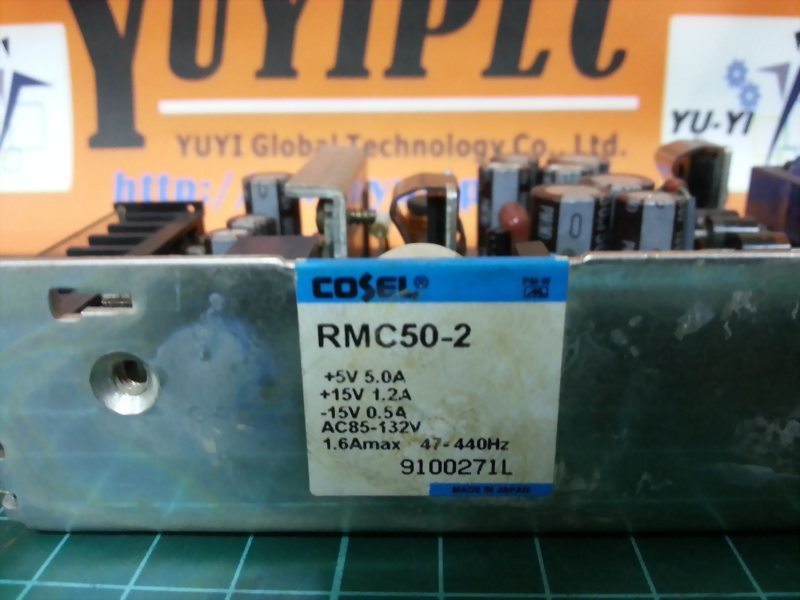 YUYIPLC
YUYI Global Technology Co., Ltd.
YU-YI
COSEL®
RMC50-2
+5V 5.0A
+15V 1.2A
-15V 0.5A
AC85-132V
1.6Amax 47-440Hz
9100271L
MADE IN JAPAN